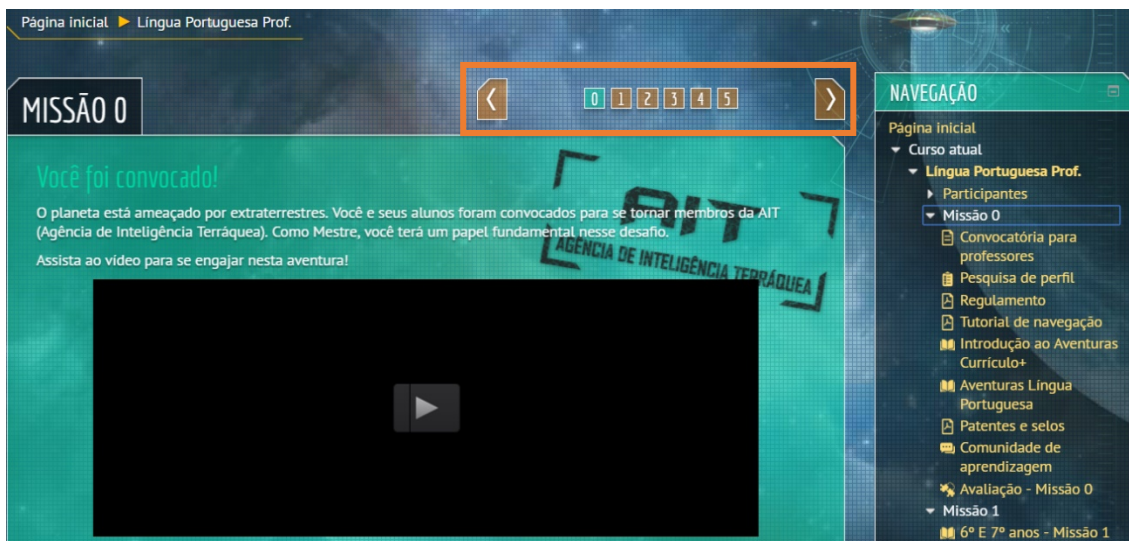 Página inicial ► Língua Portuguesa Prof.
MISSÃO 0
0 1 2 3 4 5
Você foi convocado!
O planeta está ameaçado por extraterrestres. Você e seus alunos foram convocados para se tornar membros da AIT
(Agência de Inteligência Terráquea). Como Mestre, você terá um papel fundamental nesse desafio.
Assista ao vídeo para se engajar nesta aventura!
AIT
AGÊNCIA DE INTELIGÊNCIA TERRÁQUEA
NAVEGAÇÃO
Página inicial
Curso atual
Língua Portuguesa Prof.
Participantes
Missão 0
Convocatória para
professores
Pesquisa de perfil
Regulamento
Tutorial de navegação
Introdução ao Aventuras
Currículo+
Aventuras Língua
Portuguesa
Patentes e selos
Comunidade de
aprendizagem
Avaliação - Missão 0
Missão 1
6º E 7º anos - Missão 1